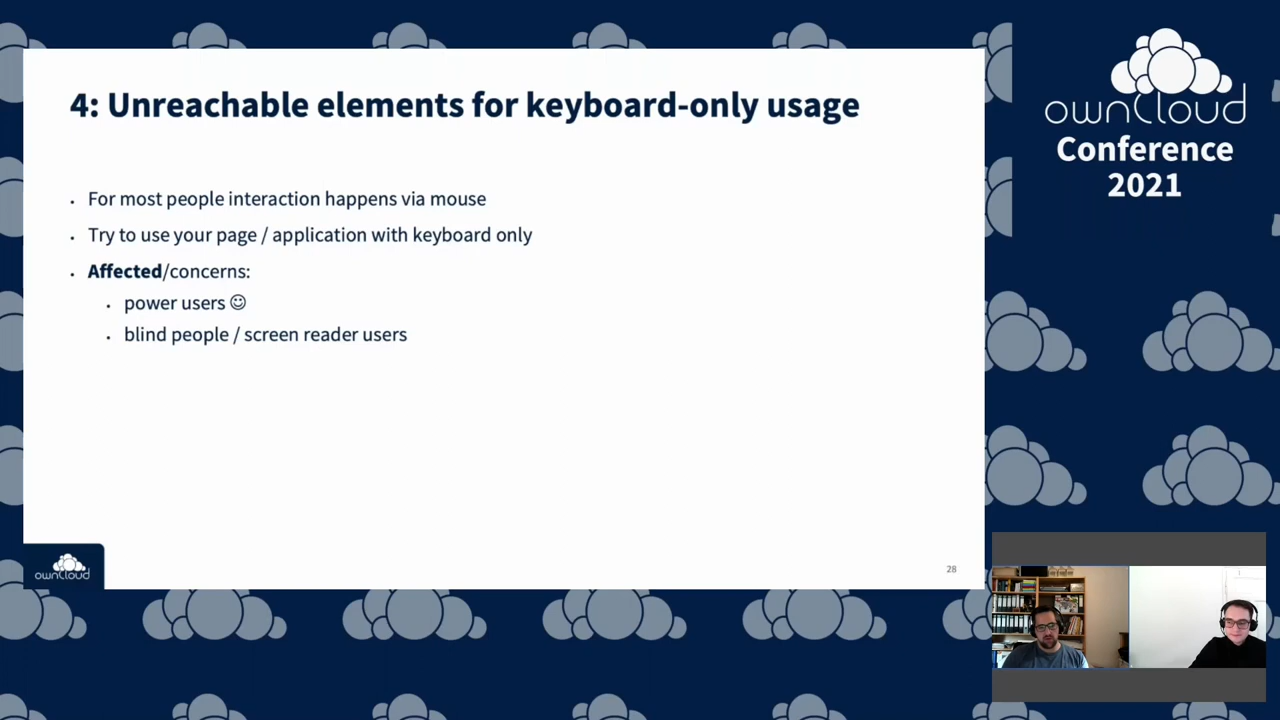 4: Unreachable elements for keyboard-only usage
• For most people interaction happens via mouse
• Try to use your page / application with keyboard only
• Affected/concerns:
• power users ☺
• blind people / screen reader users
ownCloud
28
ownCloud
Conference
2021